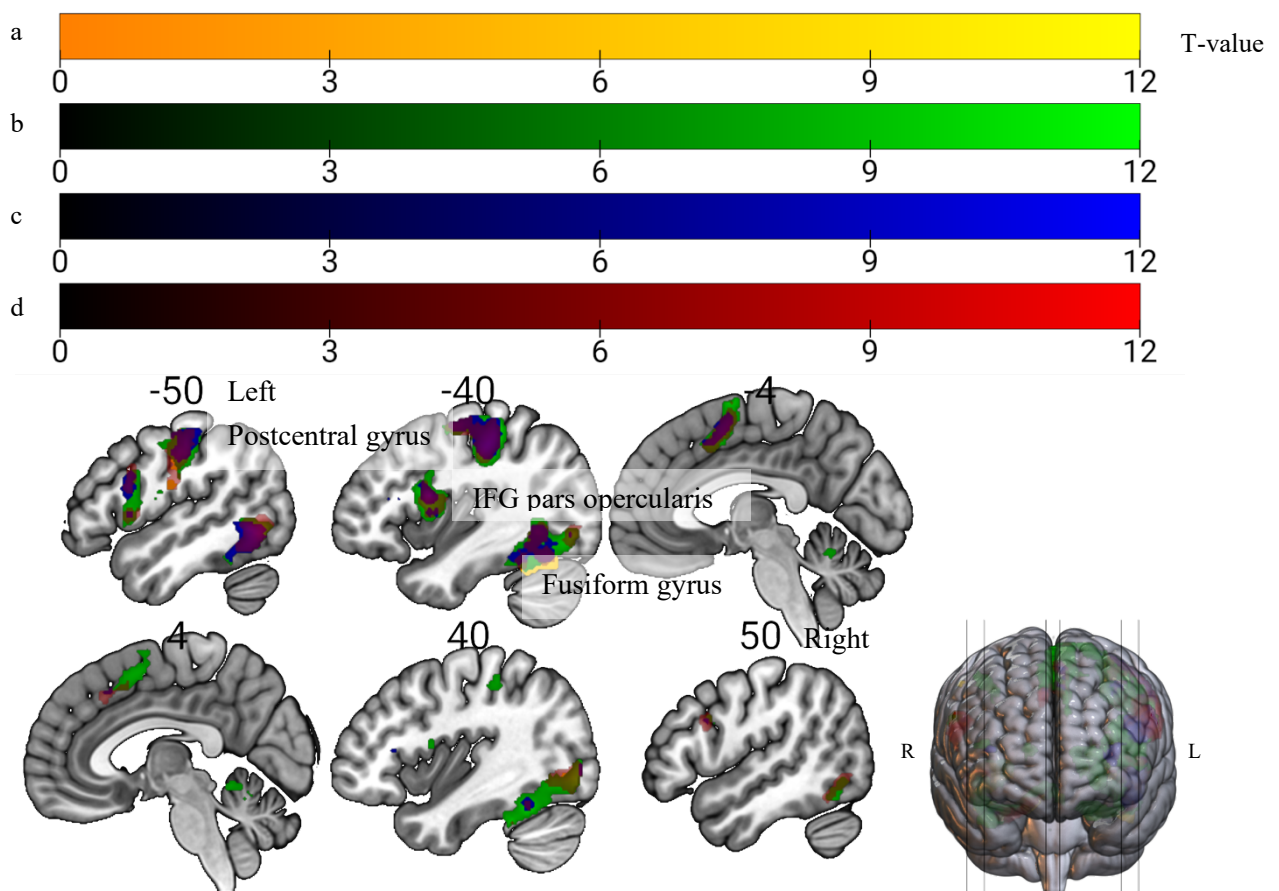 a
T-value
0 3 6 9 12
b
0 3 6 9 12
c
0 3 6 9 12
d
0 3 6 9 12
-50 Left -40 -4
Postcentral gyrus
IFG pars opercularis
Fusiform gyrus
4 40 50 Right
R L